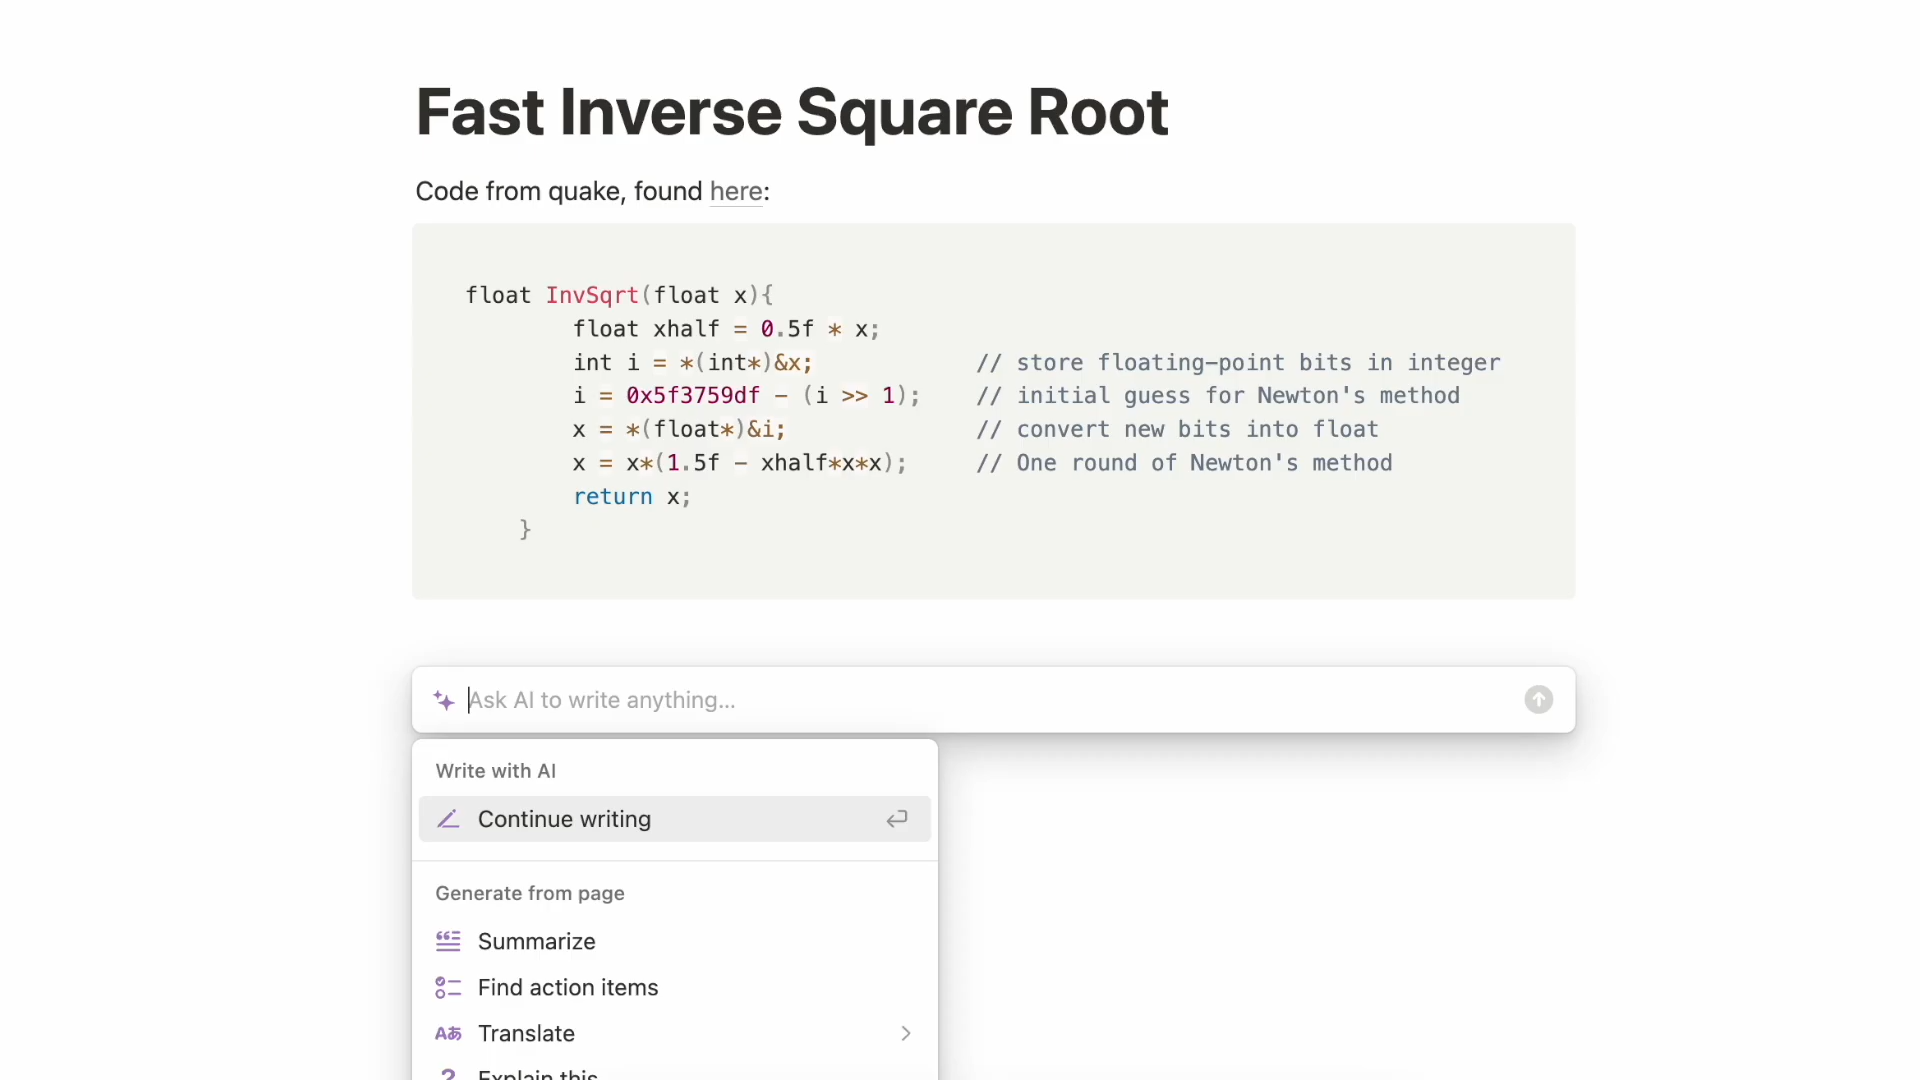 Fast Inverse Square Root
Code from quake, found here:
float InvSqrt(float x){
float xhalf = 0.5f * x;
int i = *(int*)&x; // store floating-point bits in integer
i = 0x5f3759df - (i >> 1); // initial guess for Newton's method
x = *(float*)&i; // convert new bits into float
x = x*(1.5f - xhalf*x*x); // One round of Newton's method
return x;
}
Ask AI to write anything...
Write with AI
Continue writing
Generate from page
Summarize
Find action items
Translate
Explain this